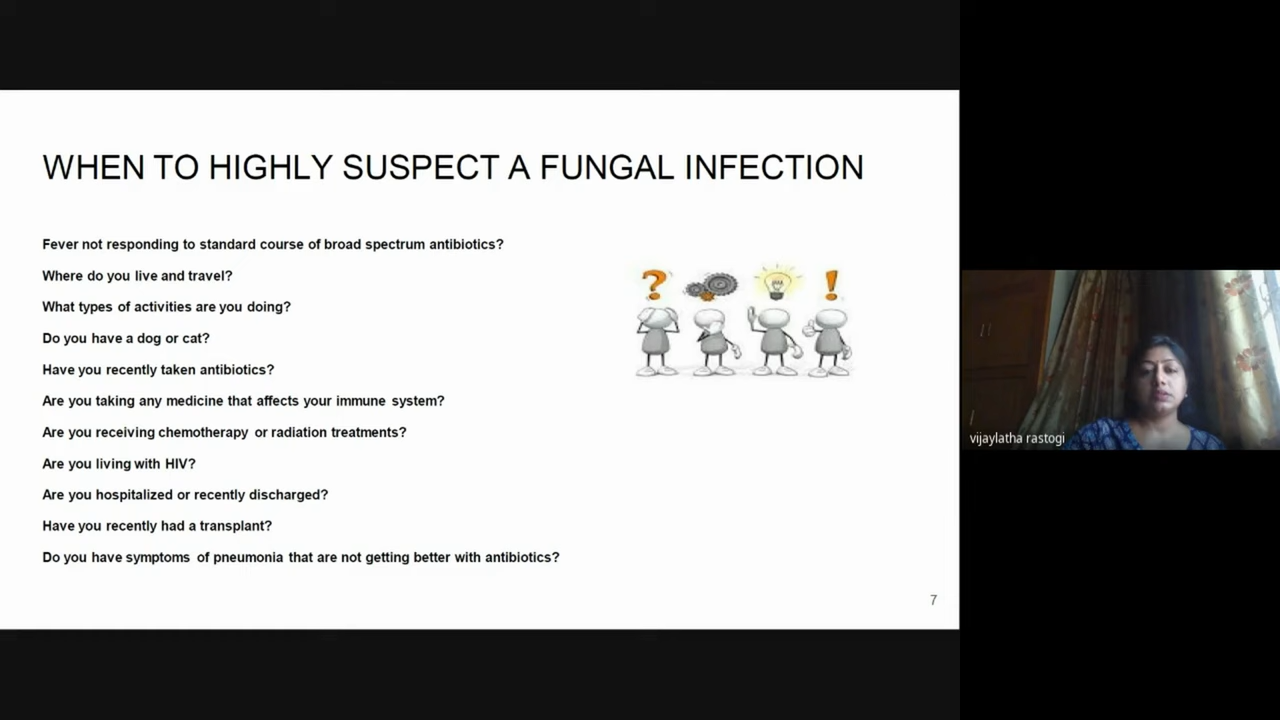 WHEN TO HIGHLY SUSPECT A FUNGAL INFECTION
Fever not responding to standard course of broad spectrum antibiotics?
Where do you live and travel?
What types of activities are you doing?
Do you have a dog or cat?
Have you recently taken antibiotics?
Are you taking any medicine that affects your immune system?
Are you receiving chemotherapy or radiation treatments?
Are you living with HIV?
Are you hospitalized or recently discharged?
Have you recently had a transplant?
Do you have symptoms of pneumonia that are not getting better with antibiotics?
7
vijaylatha rastogi